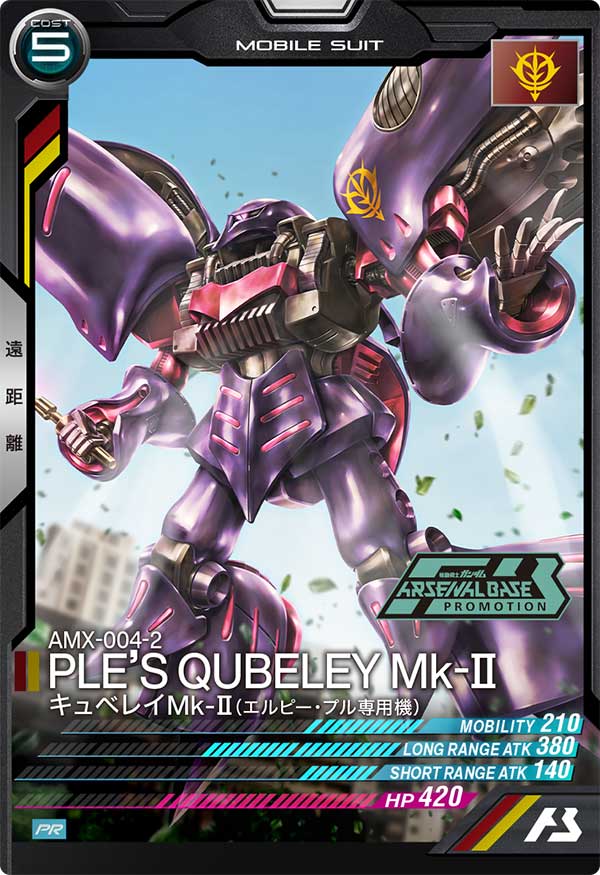 COST
5
MOBILE SUIT
遠距離
機動戦士ガンダム
ARSENAL BASE
PROMOTION
AMX-004-2
PLE'S QUBELEY Mk-Ⅱ
キュベレイMk-Ⅱ(エルピー・プル専用機)
MOBILITY 210
LONG RANGE ATK 380
SHORT RANGE ATK 140
HP 420
PR